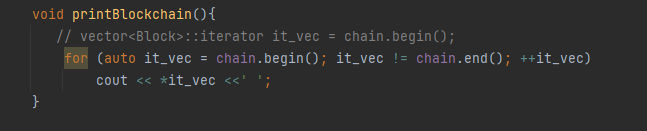 void printBlockchain(){
// vector<Block>::iterator it_vec = chain.begin();
for (auto it_vec = chain.begin(); it_vec != chain.end(); ++it_vec)
cout << *it_vec <<' ';
}